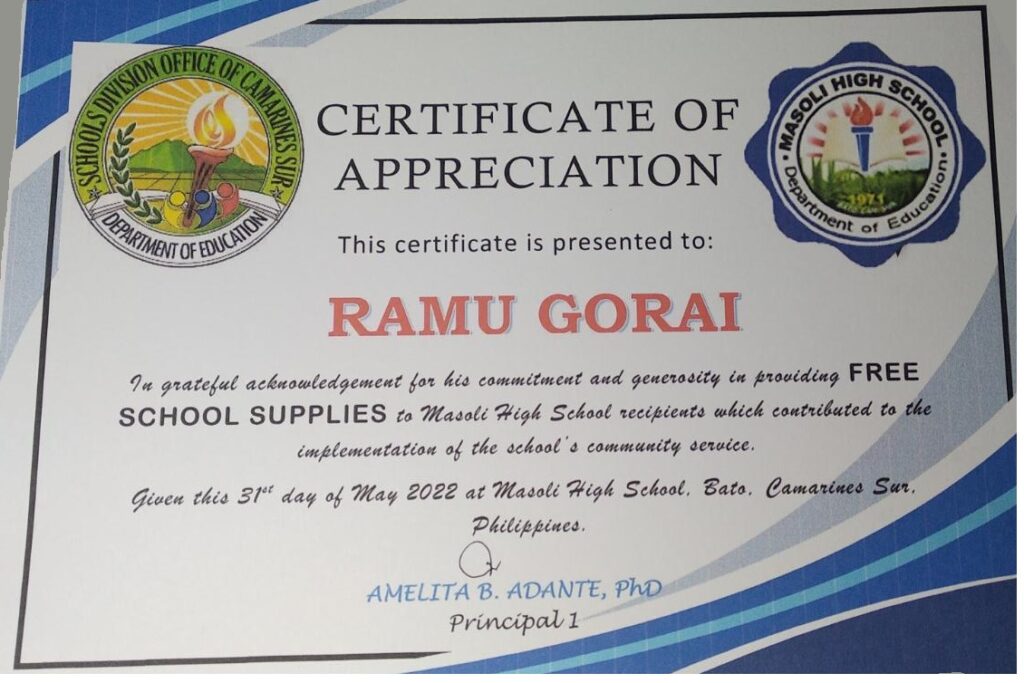 SCHOOLS DIVISION OFFICE OF CAMARINES SUR
DEPARTMENT OF EDUCATION
MASOLI HIGH SCHOOL
1971
Department of Education
CERTIFICATE OF
APPRECIATION
This certificate is presented to:
RAMU GORAI
In grateful acknowledgement for his commitment and generosity in providing FREE
SCHOOL SUPPLIES to Masoli High School recipients which contributed to the
implementation of the school's community service.
Given this 31st day of May 2022 at Masoli High School, Bato, Camarines Sur,
Philippines.
AMELITA B. ADANTE, PhD
Principal 1